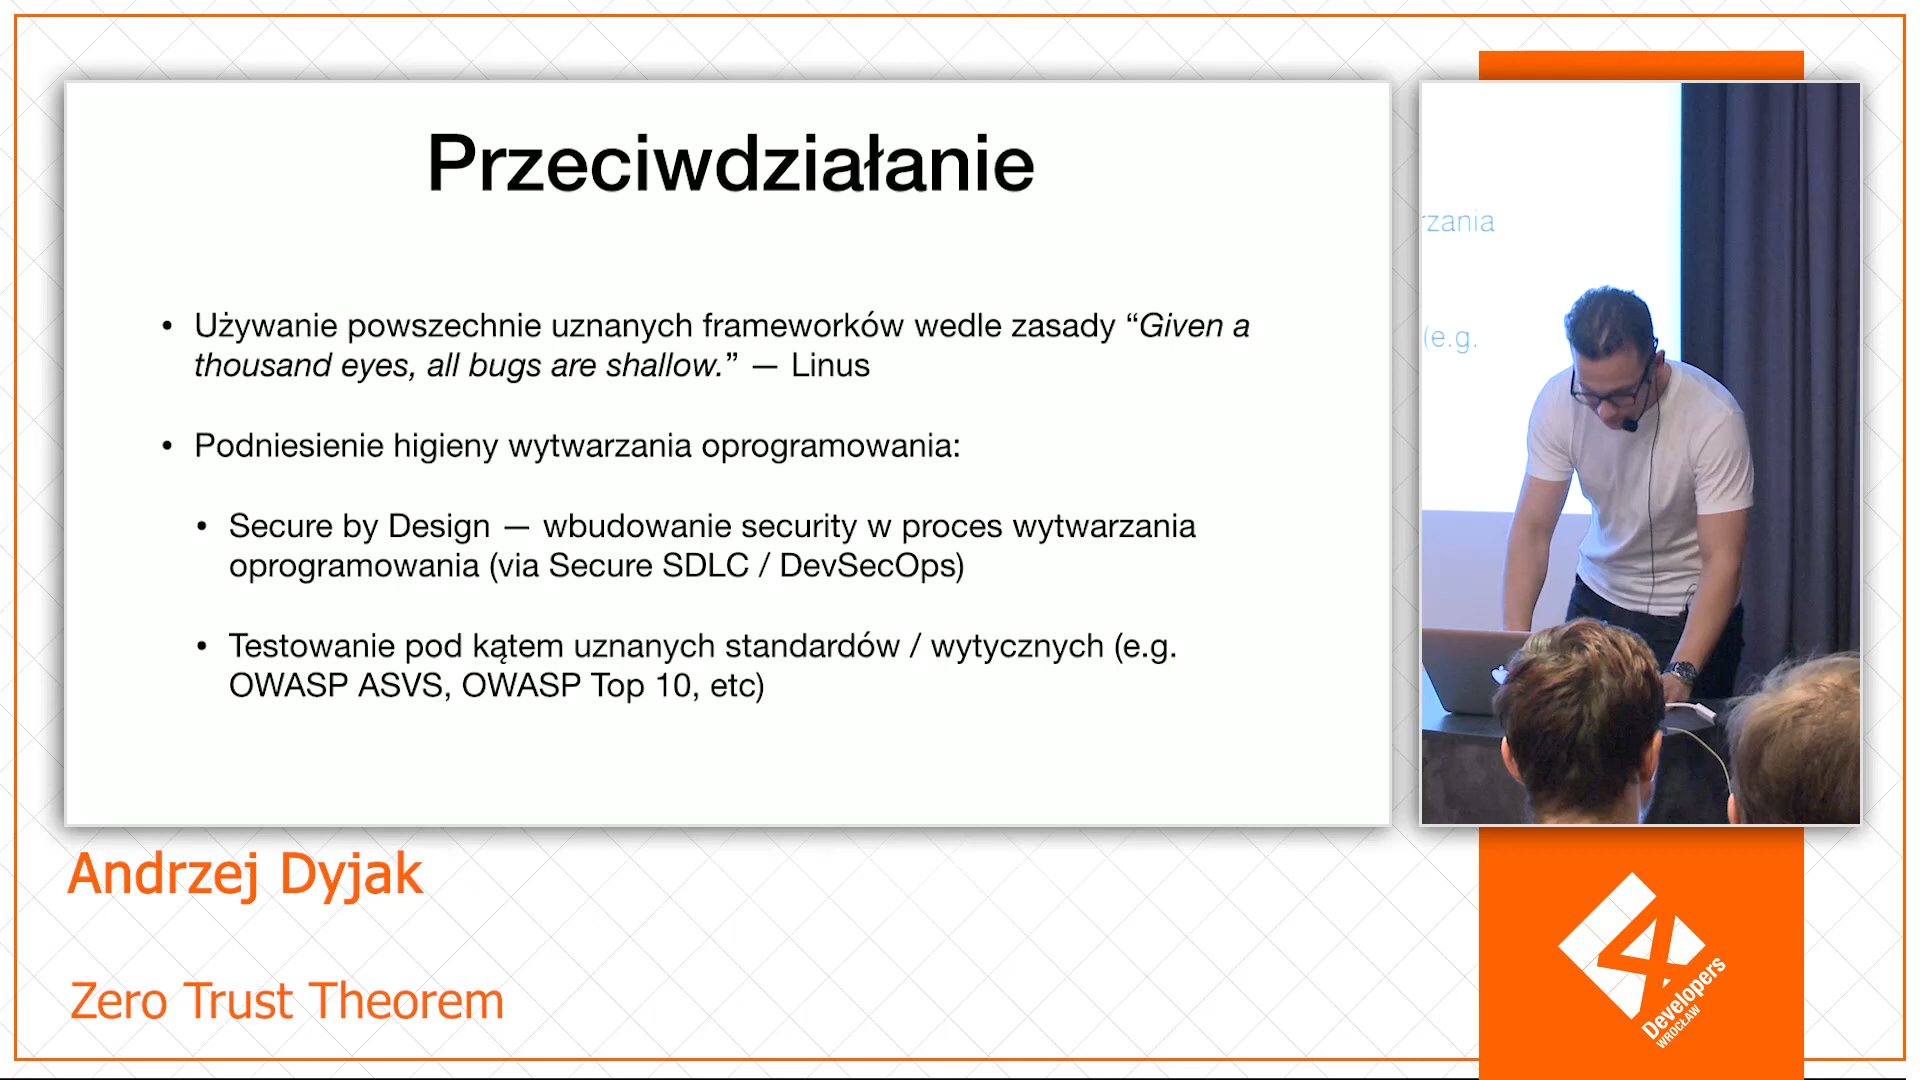 Przeciwdziałanie
• Używanie powszechnie uznanych frameworków wedle zasady “Given a
thousand eyes, all bugs are shallow.” — Linus
• Podniesienie higieny wytwarzania oprogramowania:
• Secure by Design — wbudowanie security w proces wytwarzania
oprogramowania (via Secure SDLC / DevSecOps)
• Testowanie pod kątem uznanych standardów / wytycznych (e.g.
OWASP ASVS, OWASP Top 10, etc)
rzania
(e.g.
Andrzej Dyjak
Zero Trust Theorem
4
Developers
WROCŁAW